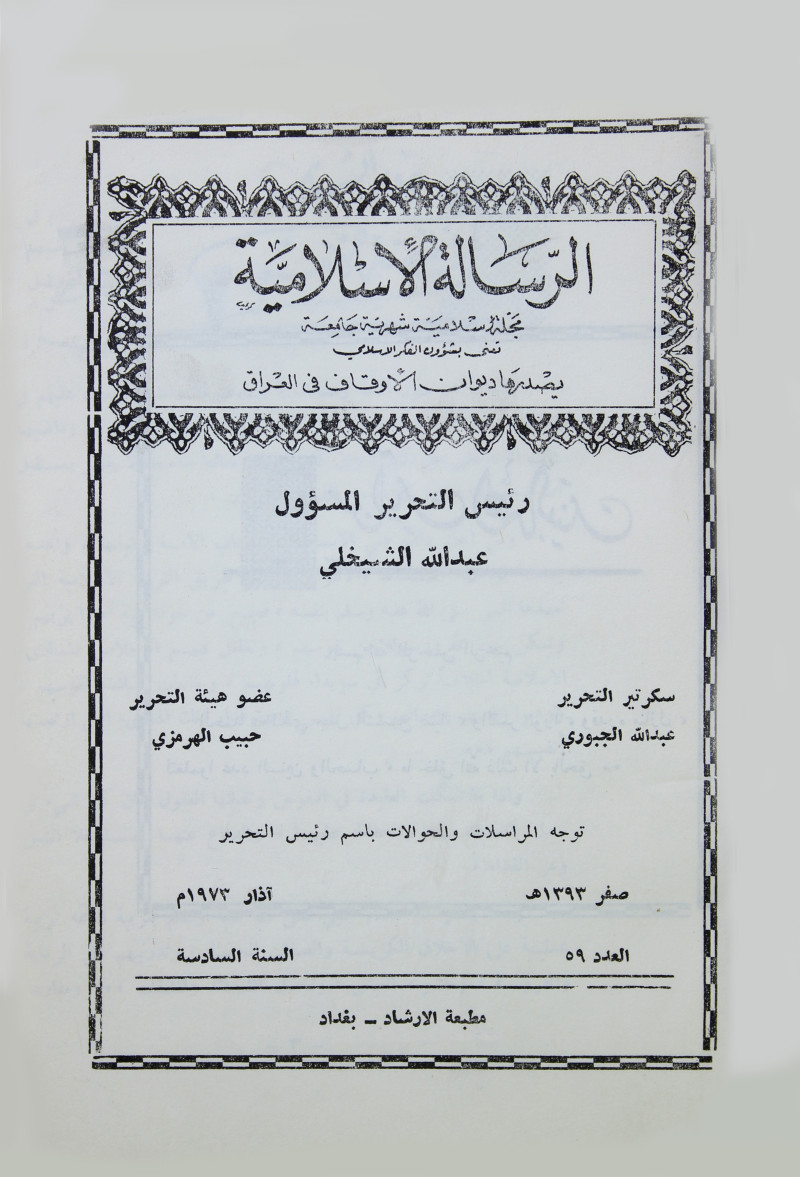 الرسالة الإسلامية
مجلة إسلامية شهرية جامعة
تعنى بشؤون الفكر الاسلامي
يصدرها ديوان الأوقاف في العراق
رئيس التحرير المسؤول
عبدالله الشيخلي
سكرتير التحرير
عبدالله الجبوري
عضو هيئة التحرير
حبيب الهرمزي
توجه المراسلات والحوالات باسم رئيس التحرير
صفر ١٣٩٣هـ آذار ١٩٧٣م
العدد ٥٩ السنة السادسة
مطبعة الارشاد - بغداد